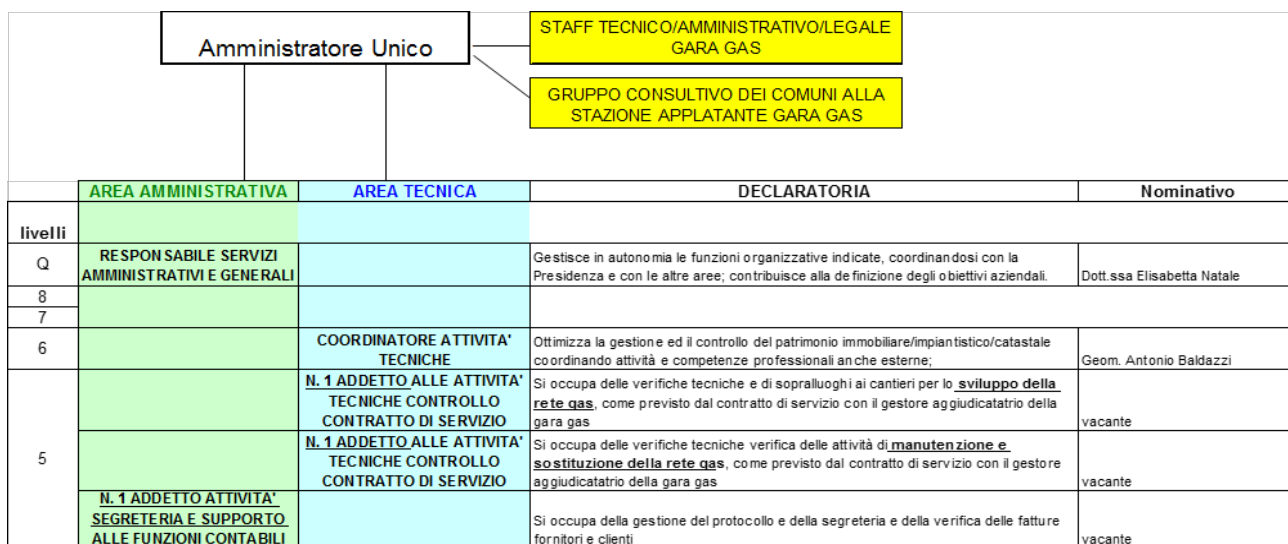 Amministratore Unico
STAFF TECNICO/AMMINISTRATIVO/LEGALE
GARA GAS
GRUPPO CONSULTIVO DEI COMUNI ALLA
STAZIONE APPLATANTE GARA GAS
AREA AMMINISTRATIVA
AREA TECNICA
DECLARATORIA
Nominativo
livelli
Q
RESPONSABILE SERVIZI
AMMINISTRATIVI E GENERALI
Gestisce in autonomia le funzioni organizzative indicate, coordinandosi con la
Presidenza e con le altre aree; contribuisce alla definizione degli obiettivi aziendali.
Dott.ssa Elisabetta Natale
8
7
6
COORDINATORE ATTIVITA'
TECNICHE
Ottimizza la gestione ed il controllo del patrimonio immobiliare/impiantistico/catastale
coordinando attività e competenze professionali anche esterne;
Geom. Antonio Baldazzi
5
N. 1 ADDETTO ALLE ATTIVITA'
TECNICHE CONTROLLO
CONTRATTO DI SERVIZIO
Si occupa delle verifiche tecniche e di sopralluoghi ai cantieri per lo sviluppo della
rete gas, come previsto dal contratto di servizio con il gestore aggiudicatatrio della
gara gas
vacante
N. 1 ADDETTO ALLE ATTIVITA'
TECNICHE CONTROLLO
CONTRATTO DI SERVIZIO
Si occupa delle verifiche tecniche verifica delle attività di manutenzione e
sostituzione della rete gas, come previsto dal contratto di servizio con il gestore
aggiudicatatrio della gara gas
vacante
N. 1 ADDETTO ATTIVITA'
SEGRETERIA E SUPPORTO
ALLE FUNZIONI CONTABILI
Si occupa della gestione del protocollo e della segreteria e della verifica delle fatture
fornitori e clienti
vacante